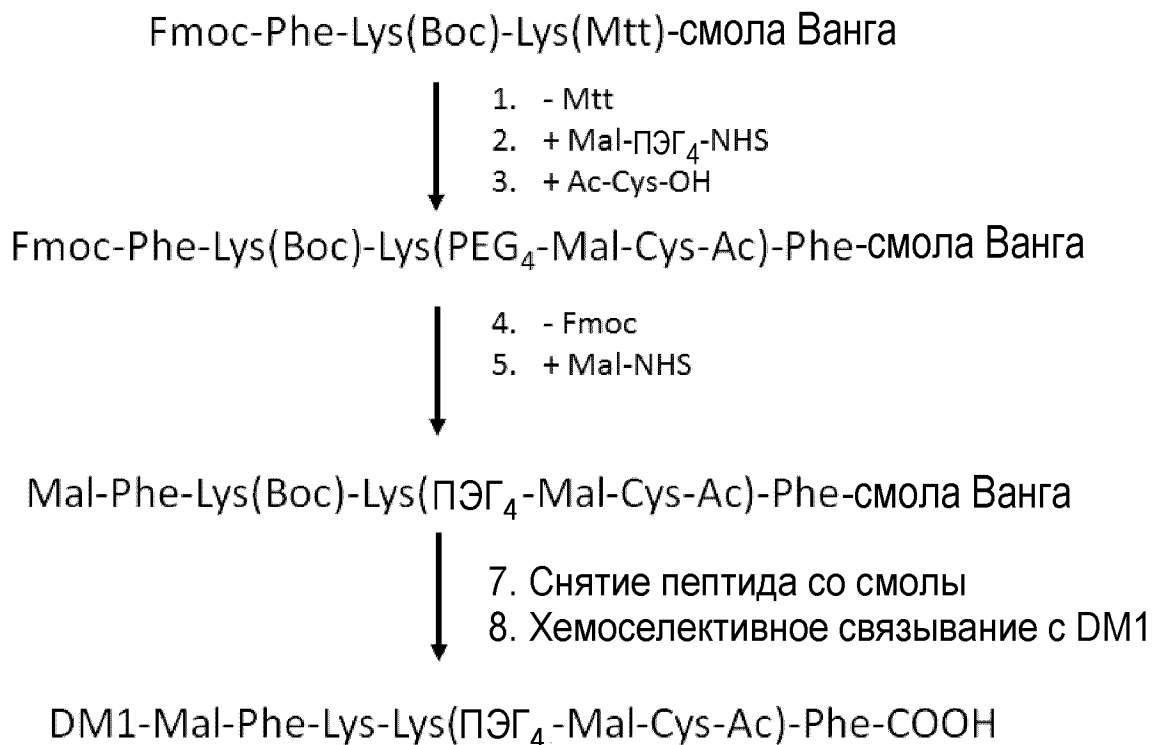 Fmoc-Phe-Lys(Boc)-Lys(Mtt)-смола Ванга
1. - Mtt
2. + Mal-ПЭГ4-NHS
3. + Ac-Cys-OH
Fmoc-Phe-Lys(Boc)-Lys(PEG4-Mal-Cys-Ac)-Phe-смола Ванга
4. - Fmoc
5. + Mal-NHS
Mal-Phe-Lys(Boc)-Lys(ПЭГ4-Mal-Cys-Ac)-Phe-смола Ванга
7. Снятие пептида со смолы
8. Хемоселективное связывание с DM1
DM1-Mal-Phe-Lys-Lys(ПЭГ4-Mal-Cys-Ac)-Phe-COOH